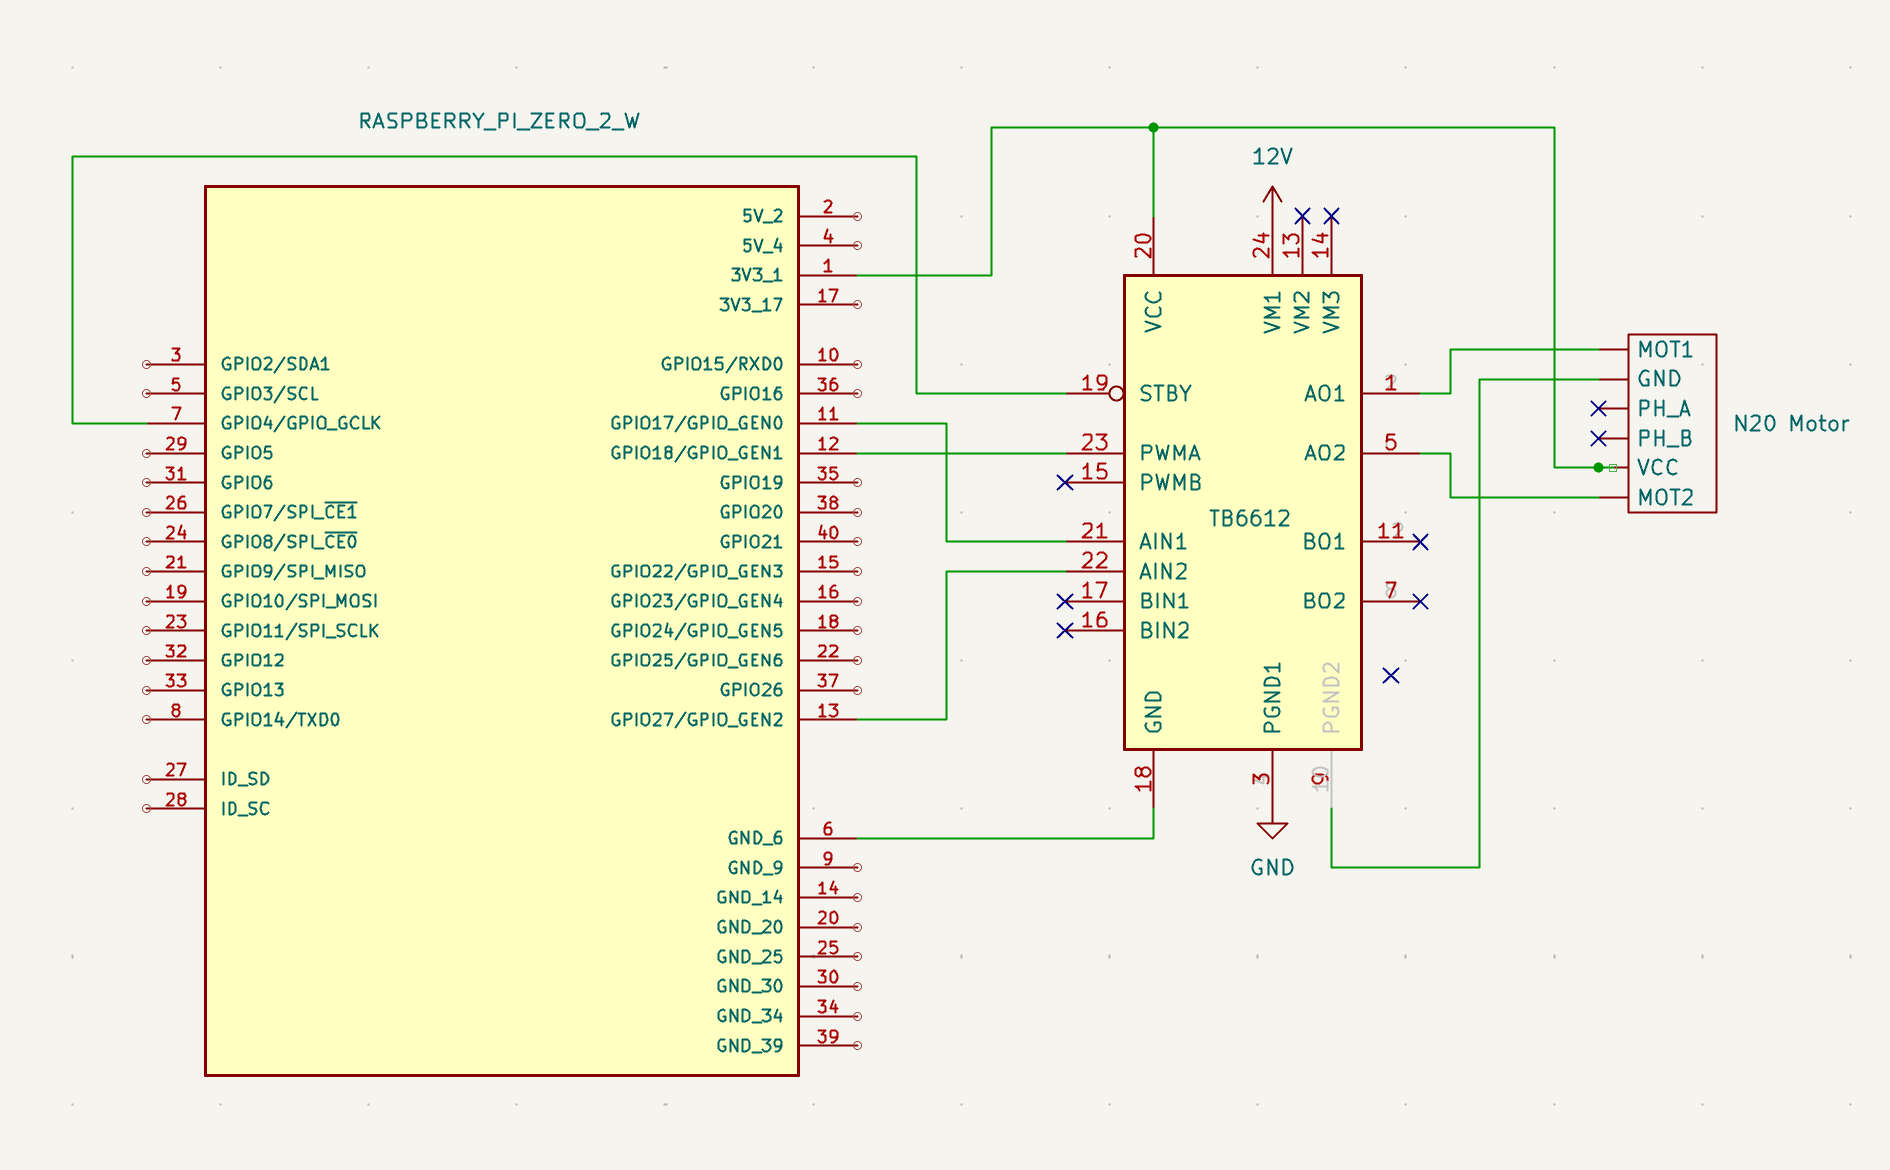 RASPBERRY_PI_ZERO_2_W
5V_2 2
5V_4 4
3V3_1 1
3V3_17 17
3 GPIO2/SDA1
5 GPIO3/SCL
7 GPIO4/GPIO_GCLK
29 GPIO5
31 GPIO6
26 GPIO7/SPI_CE1
24 GPIO8/SPI_CE0
21 GPIO9/SPI_MISO
19 GPIO10/SPI_MOSI
23 GPIO11/SPI_SCLK
32 GPIO12
33 GPIO13
8 GPIO14/TXD0
27 ID_SD
28 ID_SC
GPIO15/RXD0 10
GPIO16 36
GPIO17/GPIO_GEN0 11
GPIO18/GPIO_GEN1 12
GPIO19 35
GPIO20 38
GPIO21 40
GPIO22/GPIO_GEN3 15
GPIO23/GPIO_GEN4 16
GPIO24/GPIO_GEN5 18
GPIO25/GPIO_GEN6 22
GPIO26 37
GPIO27/GPIO_GEN2 13
GND_6 6
GND_9 9
GND_14 14
GND_20 20
GND_25 25
GND_30 30
GND_34 34
GND_39 39
12V
20 VCC
24 VM1
13 VM2
14 VM3
19 STBY
23 PWMA
15 PWMB
21 AIN1
22 AIN2
17 BIN1
16 BIN2
TB6612
AO1 1
AO2 5
BO1 11
BO2 7
GND 18
PGND1 3
PGND2 9
GND
MOT1
GND
PH_A
PH_B
VCC
MOT2
N20 Motor